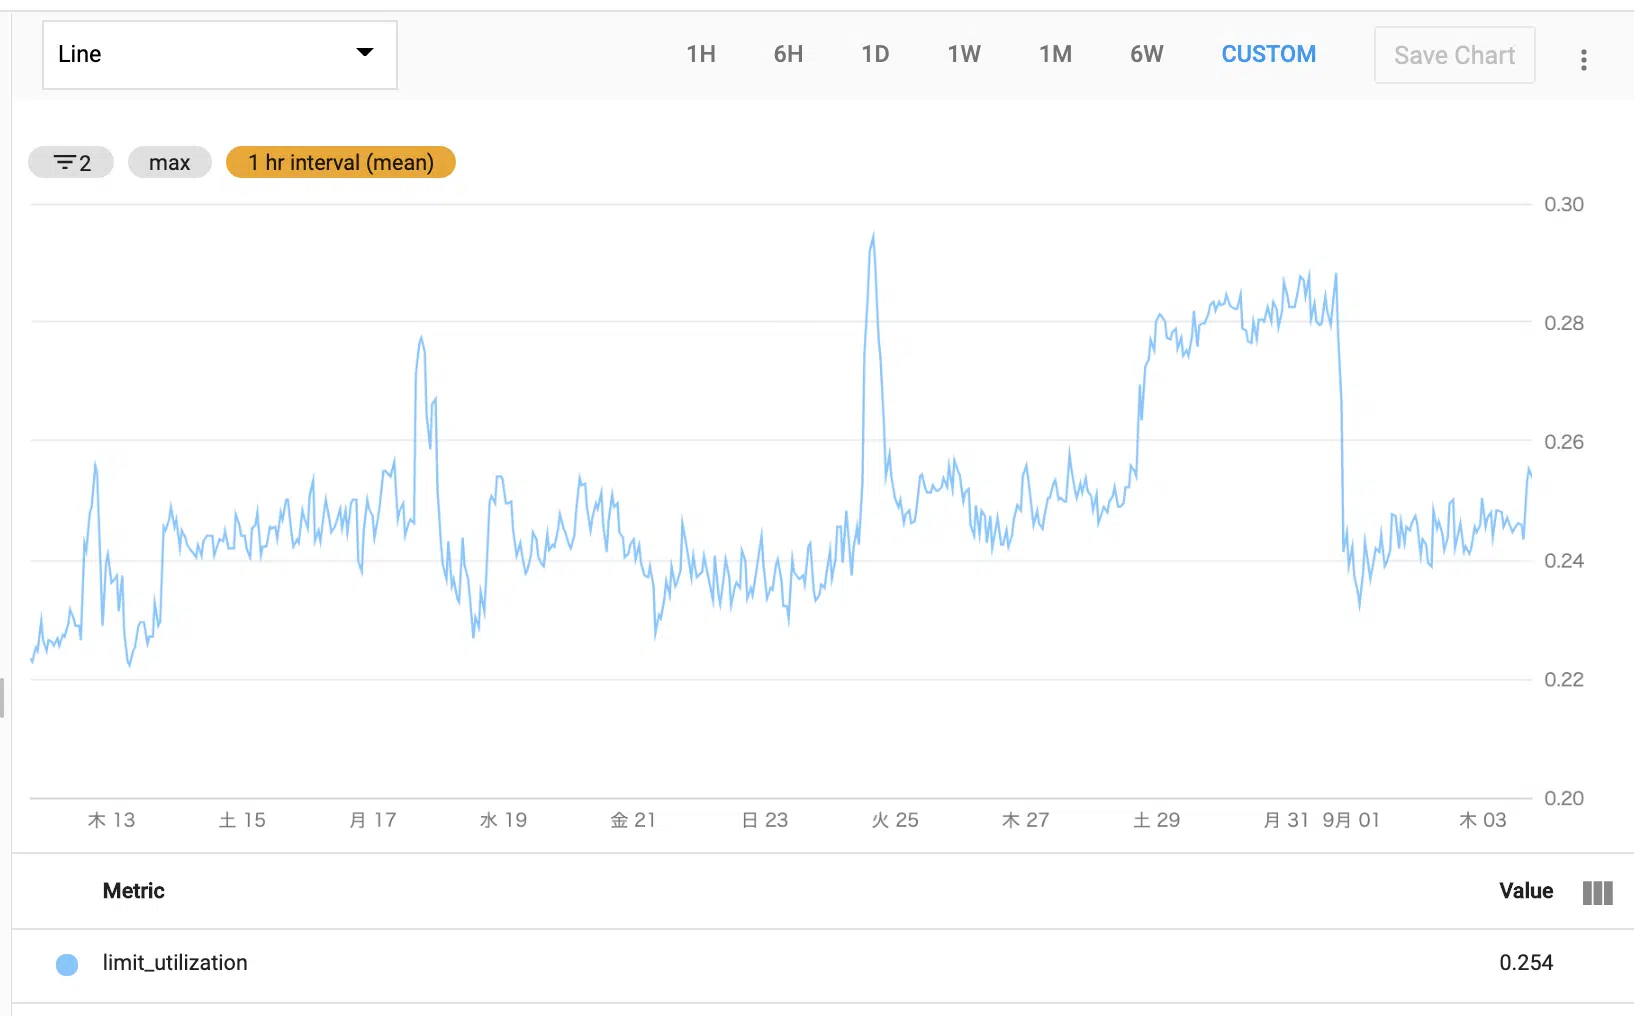 Line 1H 6H 1D 1W 1M 6W CUSTOM Save Chart
2 max 1 hr interval (mean)
0.30
0.28
0.26
0.24
0.22
0.20
木 13 土 15 月 17 水 19 金 21 日 23 火 25 木 27 土 29 月 31 9月 01 木 03
Metric Value
limit_utilization 0.254